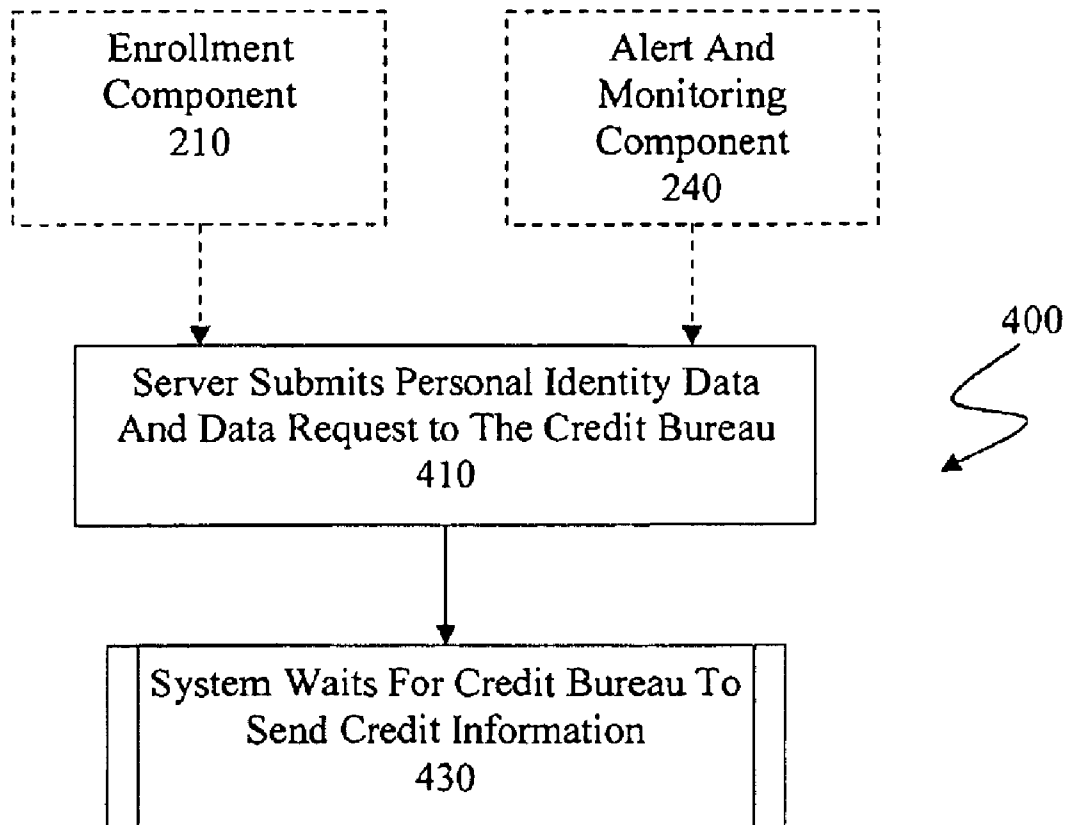 Enrollment
Component
210
Alert And
Monitoring
Component
240
400
Server Submits Personal Identity Data
And Data Request to The Credit Bureau
410
System Waits For Credit Bureau To
Send Credit Information
430